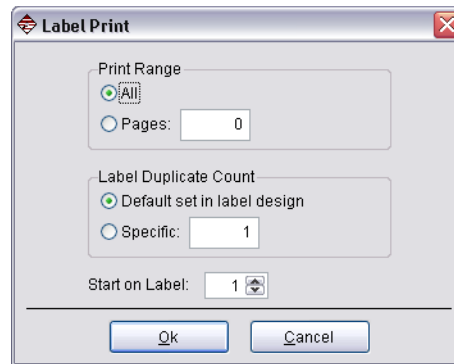 Label Print
Print Range
All
Pages: 0
Label Duplicate Count
Default set in label design
Specific: 1
Start on Label: 1
Ok Cancel